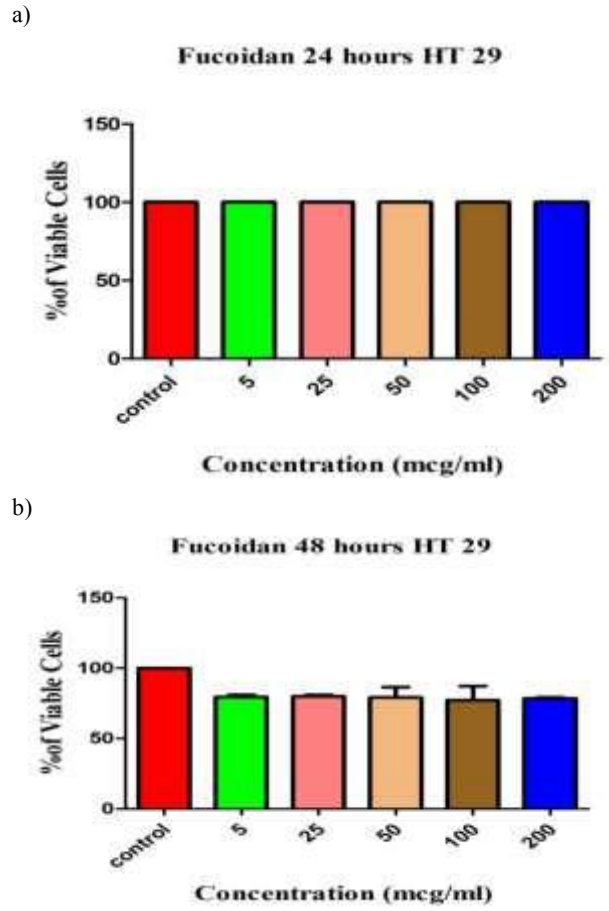 a)
Fucoidan 24 hours HT 29
150
100
50
0
%of Viable Cells
control 5 25 50 100 200
Concentration (mcg/ml)
b)
Fucoidan 48 hours HT 29
150
100
50
0
%of Viable Cells
control 5 25 50 100 200
Concentration (mcg/ml)